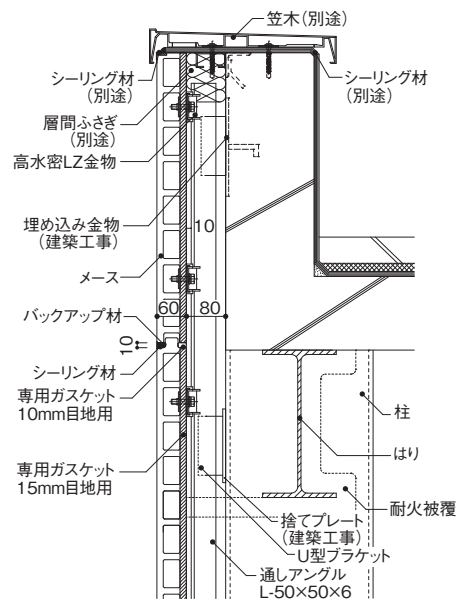 笠木(別途)
シーリング材
(別途)
シーリング材
(別途)
層間ふさぎ
(別途)
高水密LZ金物
埋め込み金物
(建築工事)
10
メース
60
80
バックアップ材
10
シーリング材
専用ガスケット
10mm目地用
専用ガスケット
15mm目地用
柱
はり
耐火被覆
捨てプレート
(建築工事)
U型ブラケット
通しアングル
L-50×50×6